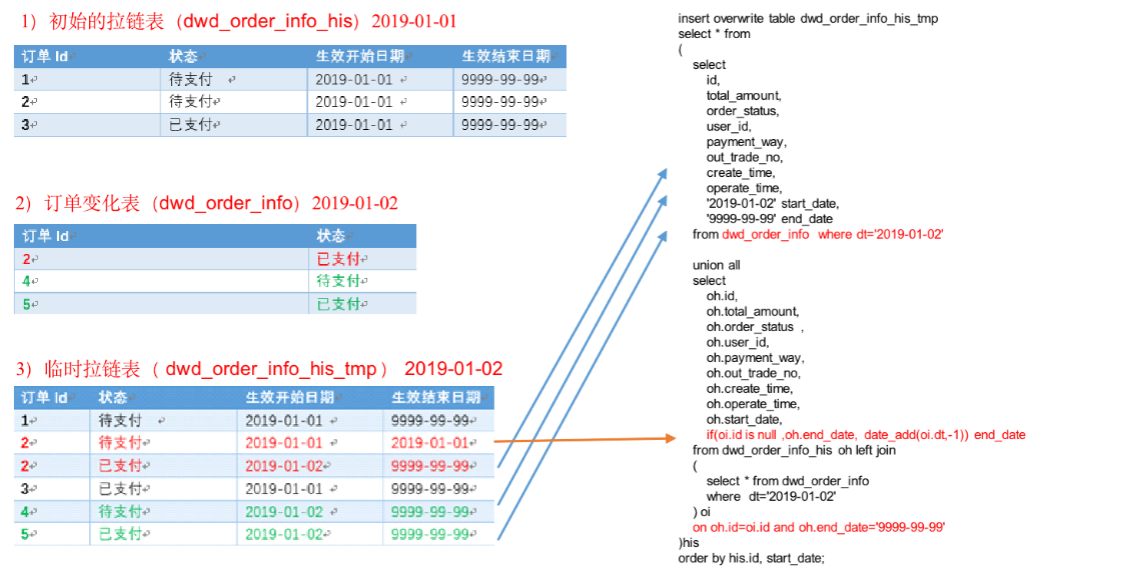 1）初始的拉链表（dwd_order_info_his）2019-01-01
订单 Id 状态 生效开始日期 生效结束日期
1 待支付 2019-01-01 9999-99-99
2 待支付 2019-01-01 9999-99-99
3 已支付 2019-01-01 9999-99-99
2）订单变化表（dwd_order_info）2019-01-02
订单 Id 状态
2 已支付
4 待支付
5 已支付
3）临时拉链表（ dwd_order_info_his_tmp ） 2019-01-02
订单 Id 状态 生效开始日期 生效结束日期
1 待支付 2019-01-01 9999-99-99
2 待支付 2019-01-01 2019-01-01
2 已支付 2019-01-02 9999-99-99
3 已支付 2019-01-01 9999-99-99
4 待支付 2019-01-02 9999-99-99
5 已支付 2019-01-02 9999-99-99
insert overwrite table dwd_order_info_his_tmp
select * from
(
select
id,
total_amount,
order_status,
user_id,
payment_way,
out_trade_no,
create_time,
operate_time,
'2019-01-02' start_date,
'9999-99-99' end_date
from dwd_order_info where dt='2019-01-02'
union all
select
oh.id,
oh.total_amount,
oh.order_status ,
oh.user_id,
oh.payment_way,
oh.out_trade_no,
oh.create_time,
oh.operate_time,
oh.start_date,
if(oi.id is null ,oh.end_date, date_add(oi.dt,-1)) end_date
from dwd_order_info_his oh left join
(
select * from dwd_order_info
where dt='2019-01-02'
) oi
on oh.id=oi.id and oh.end_date='9999-99-99'
)his
order by his.id, start_date;